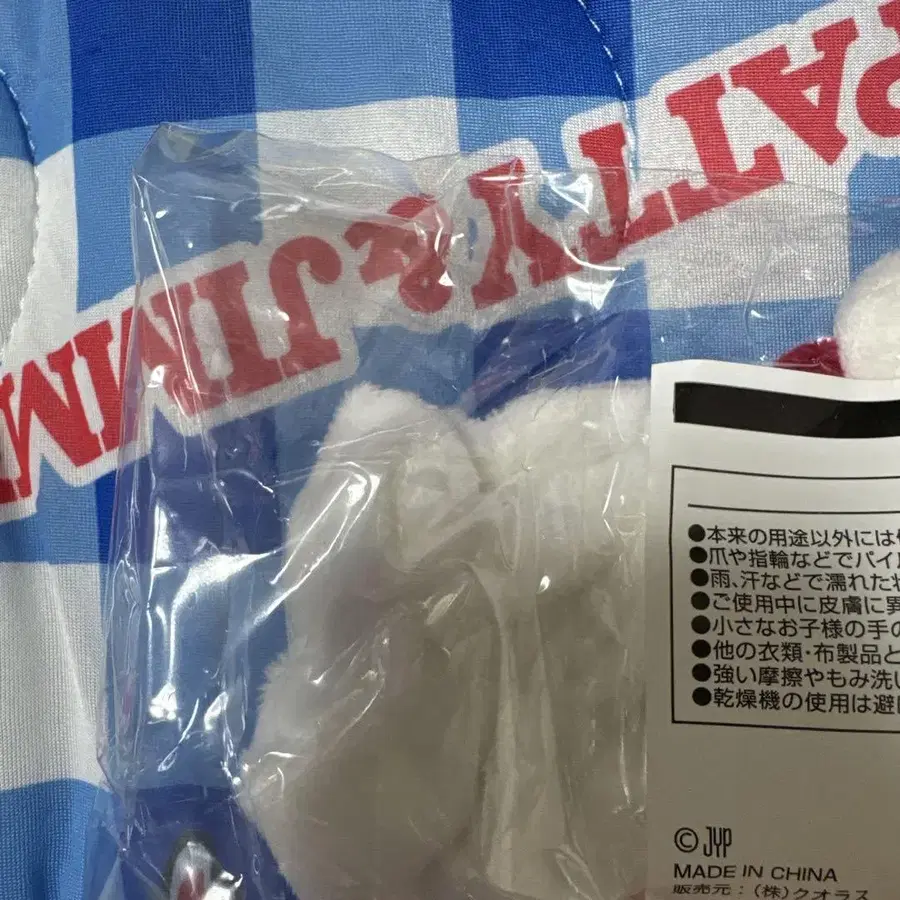 PATTY & JIMM
●本来の用途以外には
●爪や指輪などでパイル
●雨、汗などで濡れた状
●ご使用中に皮膚に異
●小さなお子様の手の
●他の衣類・布製品と
●強い摩擦やもみ洗い
●乾燥機の使用は避け
© JYP
MADE IN CHINA
販売元：(株)クオラス